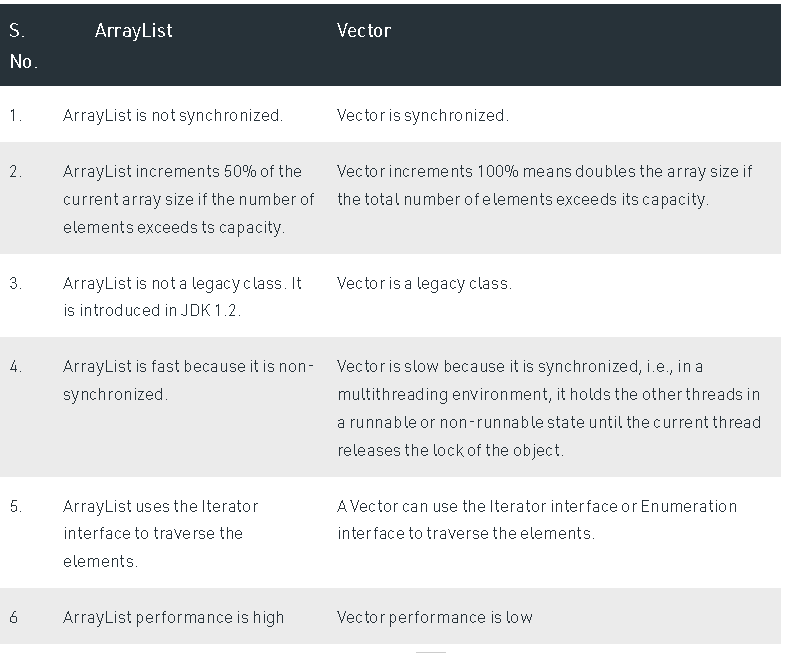 S. ArrayList Vector
No.
1. ArrayList is not synchronized. Vector is synchronized.
2. ArrayList increments 50% of the Vector increments 100% means doubles the array size if
current array size if the number of the total number of elements exceeds its capacity.
elements exceeds ts capacity.
3. ArrayList is not a legacy class. It Vector is a legacy class.
is introduced in JDK 1.2.
4. ArrayList is fast because it is non- Vector is slow because it is synchronized, i.e., in a
synchronized. multithreading environment, it holds the other threads in
a runnable or non-runnable state until the current thread
releases the lock of the object.
5. ArrayList uses the Iterator A Vector can use the Iterator interface or Enumeration
interface to traverse the interface to traverse the elements.
elements.
6 ArrayList performance is high Vector performance is low